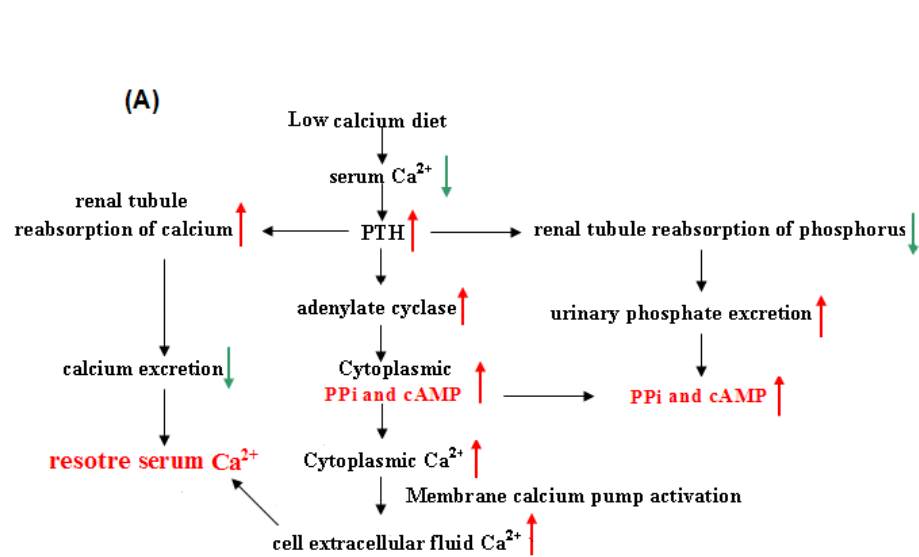 (A)
Low calcium diet
serum Ca²⁺
renal tubule
reabsorption of calcium
PTH
renal tubule reabsorption of phosphorus
adenylate cyclase
urinary phosphate excretion
calcium excretion
Cytoplasmic
PPi and cAMP
PPi and cAMP
resotre serum Ca²⁺
Cytoplasmic Ca²⁺
Membrane calcium pump activation
cell extracellular fluid Ca²⁺